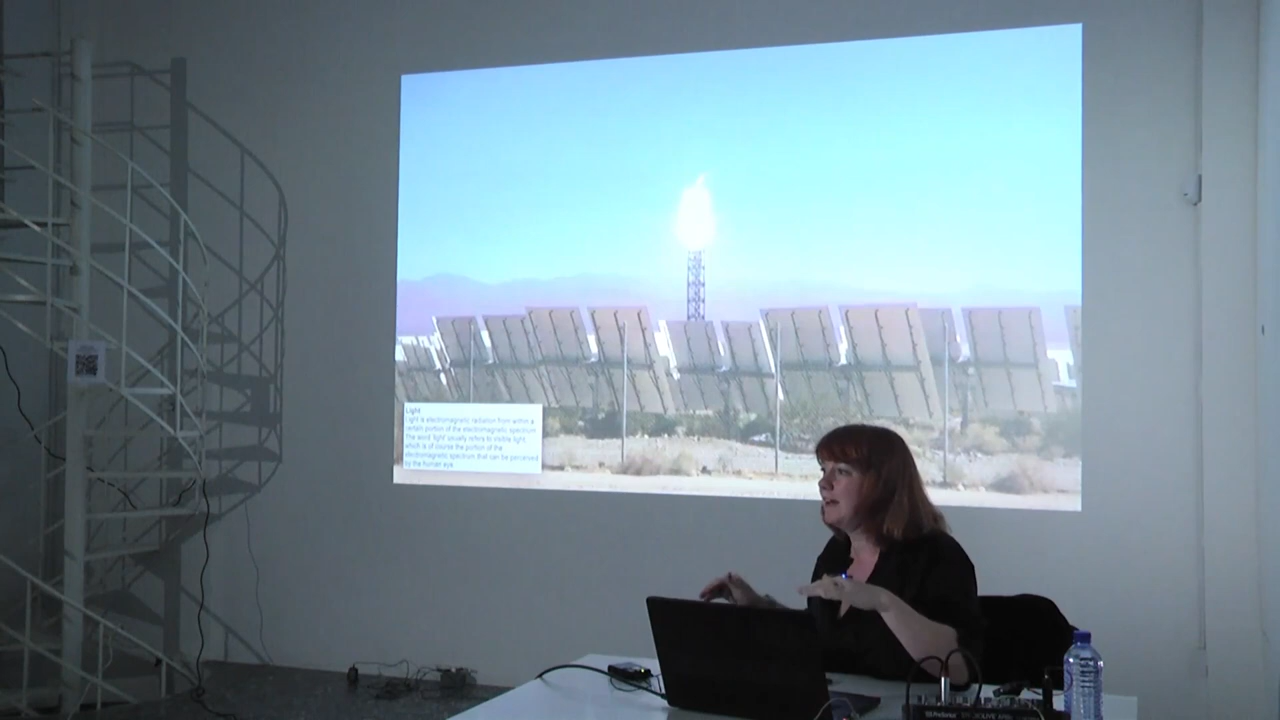 Light
Light is electromagnetic radiation from within a
certain portion of the electromagnetic spectrum.
The word 'light' usually refers to visible light,
which is of course the portion of the
electromagnetic spectrum that can be perceived
by the human eye.
PreSonus